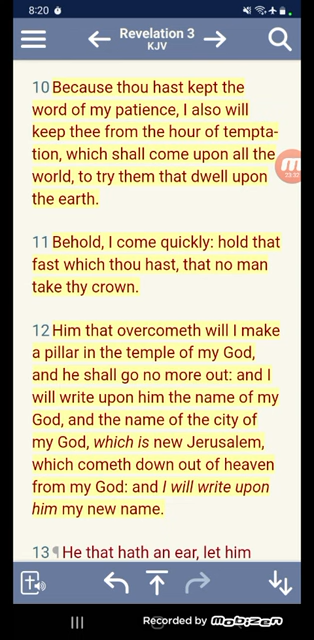 8:20
Revelation 3
KJV
10 Because thou hast kept the
word of my patience, I also will
keep thee from the hour of tempta-
tion, which shall come upon all the
world, to try them that dwell upon
the earth.
11 Behold, I come quickly: hold that
fast which thou hast, that no man
take thy crown.
12 Him that overcometh will I make
a pillar in the temple of my God,
and he shall go no more out: and I
will write upon him the name of my
God, and the name of the city of
my God, which is new Jerusalem,
which cometh down out of heaven
from my God: and I will write upon
him my new name.
13 ¶ He that hath an ear, let him
Recorded by Mobizen